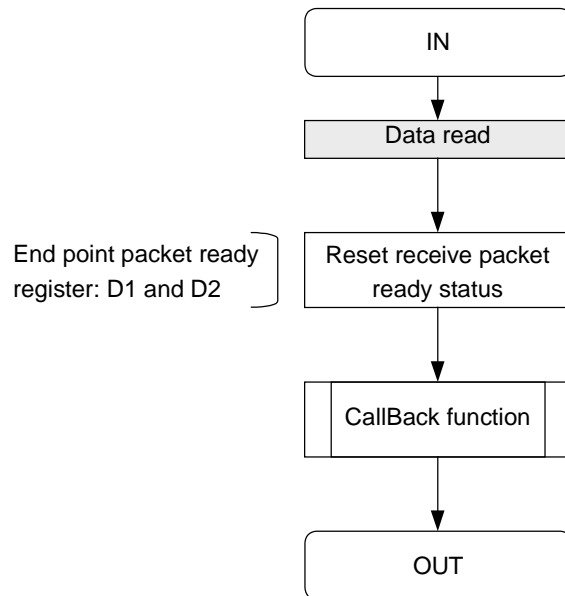 IN
Data read
End point packet ready
register: D1 and D2
Reset receive packet
ready status
CallBack function
OUT